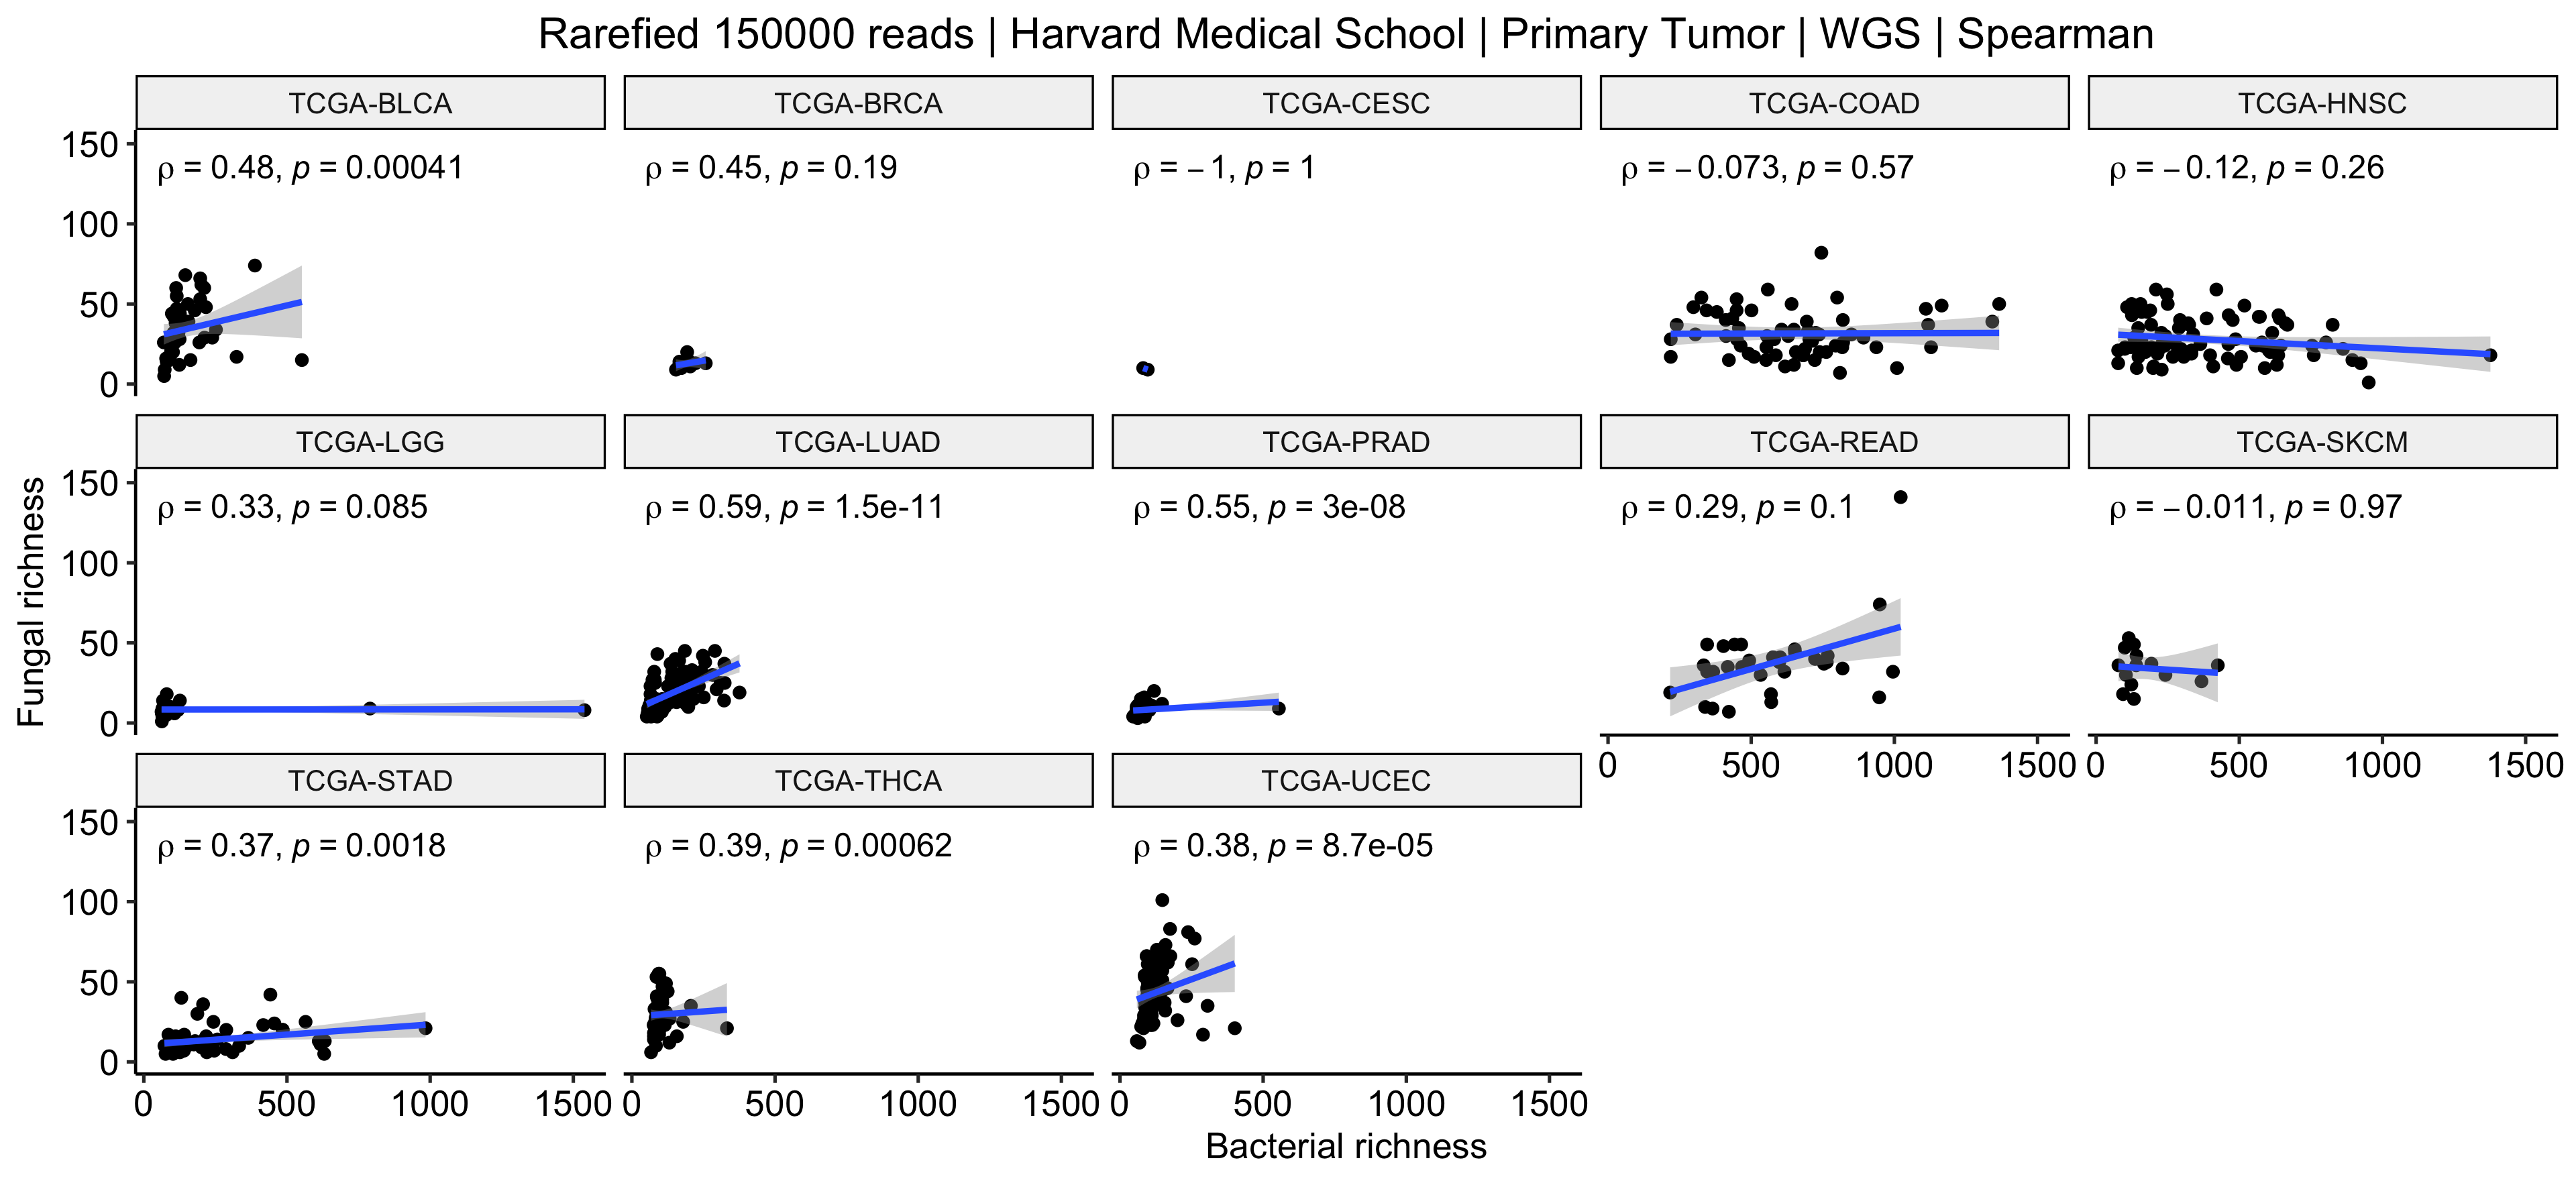 Rarefied 150000 reads | Harvard Medical School | Primary Tumor | WGS | Spearman
TCGA-BLCA TCGA-BRCA TCGA-CESC TCGA-COAD TCGA-HNSC
150
ρ = 0.48, p = 0.00041 ρ = 0.45, p = 0.19 ρ = −1, p = 1 ρ = −0.073, p = 0.57 ρ = −0.12, p = 0.26
100
50
0
TCGA-LGG TCGA-LUAD TCGA-PRAD TCGA-READ TCGA-SKCM
150
ρ = 0.33, p = 0.085 ρ = 0.59, p = 1.5e-11 ρ = 0.55, p = 3e-08 ρ = 0.29, p = 0.1 ρ = −0.011, p = 0.97
100
50
0
Fungal richness
0 500 1000 1500 0 500 1000 1500
TCGA-STAD TCGA-THCA TCGA-UCEC
150
ρ = 0.37, p = 0.0018 ρ = 0.39, p = 0.00062 ρ = 0.38, p = 8.7e-05
100
50
0
0 500 1000 1500 0 500 1000 1500 0 500 1000 1500
Bacterial richness